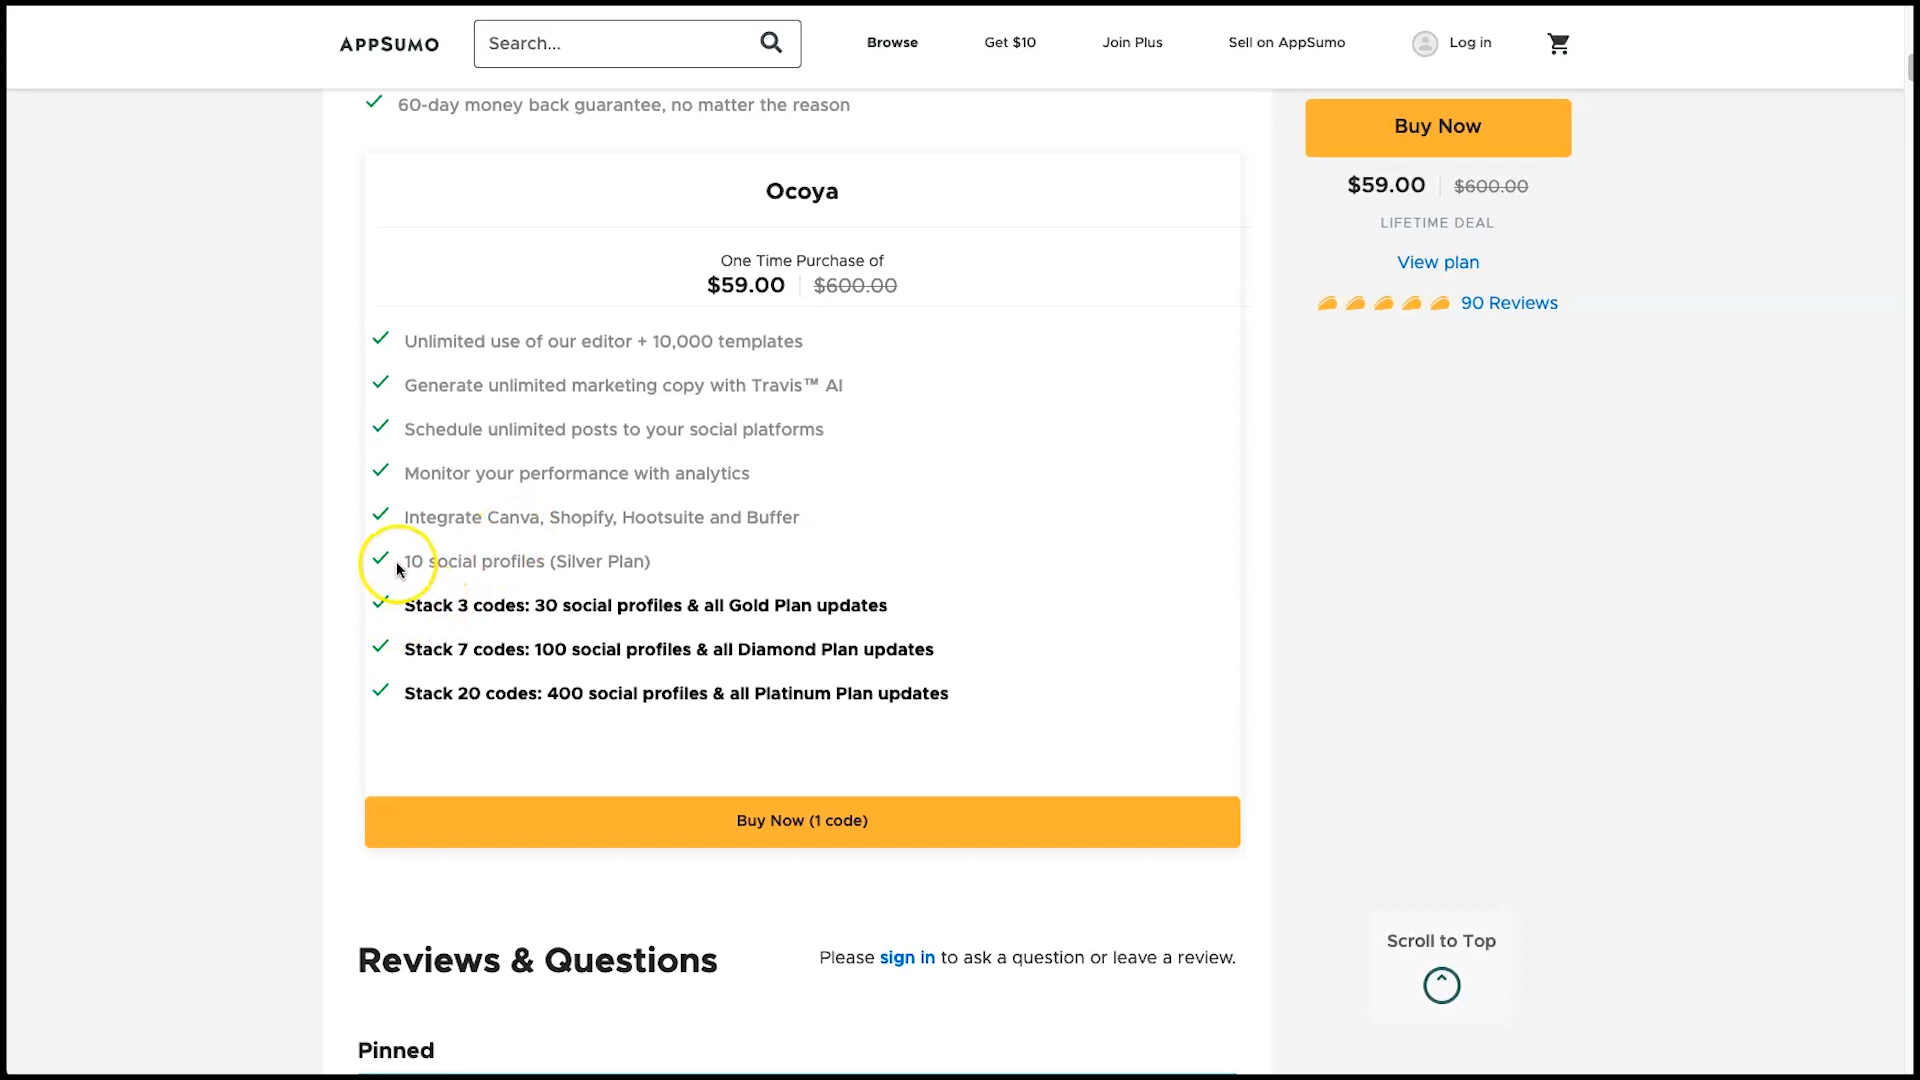 APPSUMO
Search...
Browse
Get $10
Join Plus
Sell on AppSumo
Log in
60-day money back guarantee, no matter the reason
Ocoya
One Time Purchase of
$59.00 $600.00
Unlimited use of our editor + 10,000 templates
Generate unlimited marketing copy with Travis™ AI
Schedule unlimited posts to your social platforms
Monitor your performance with analytics
Integrate Canva, Shopify, Hootsuite and Buffer
10 social profiles (Silver Plan)
Stack 3 codes: 30 social profiles & all Gold Plan updates
Stack 7 codes: 100 social profiles & all Diamond Plan updates
Stack 20 codes: 400 social profiles & all Platinum Plan updates
Buy Now (1 code)
Buy Now
$59.00 $600.00
LIFETIME DEAL
View plan
90 Reviews
Reviews & Questions
Please sign in to ask a question or leave a review.
Scroll to Top
Pinned